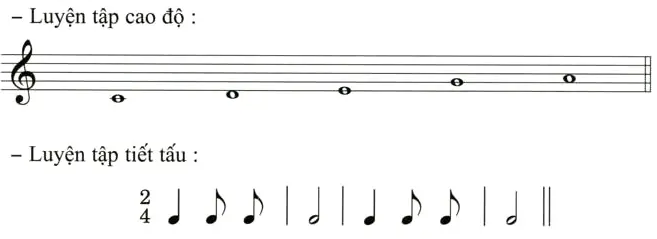 – Luyện tập cao độ :
– Luyện tập tiết tấu :
2
4